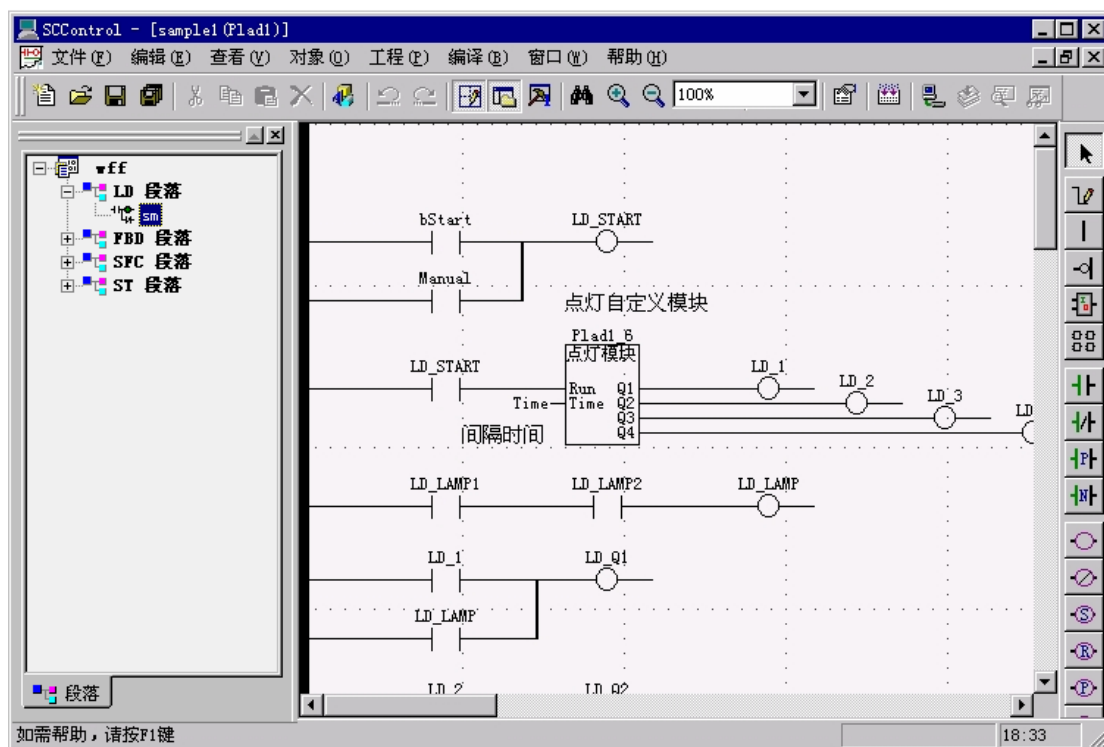 SCControl - [sample1(Plad1)]
文件(F) 编辑(E) 查看(V) 对象(O) 工程(P) 编译(B) 窗口(W) 帮助(H)
100%
wff
LD 段落
sm
FBD 段落
SFC 段落
ST 段落
段落
bStart LD_START
Manual
点灯自定义模块
Plad1_6
点灯模块
LD_START LD_1
Run Q1 LD_2
Time Time Q2 LD_3
Q3 LD
间隔时间 Q4
LD_LAMP1 LD_LAMP2 LD_LAMP
LD_1 LD_Q1
LD_LAMP
LD_2 LD_Q2
P
N
S
R
P
如需帮助，请按F1键 18:33